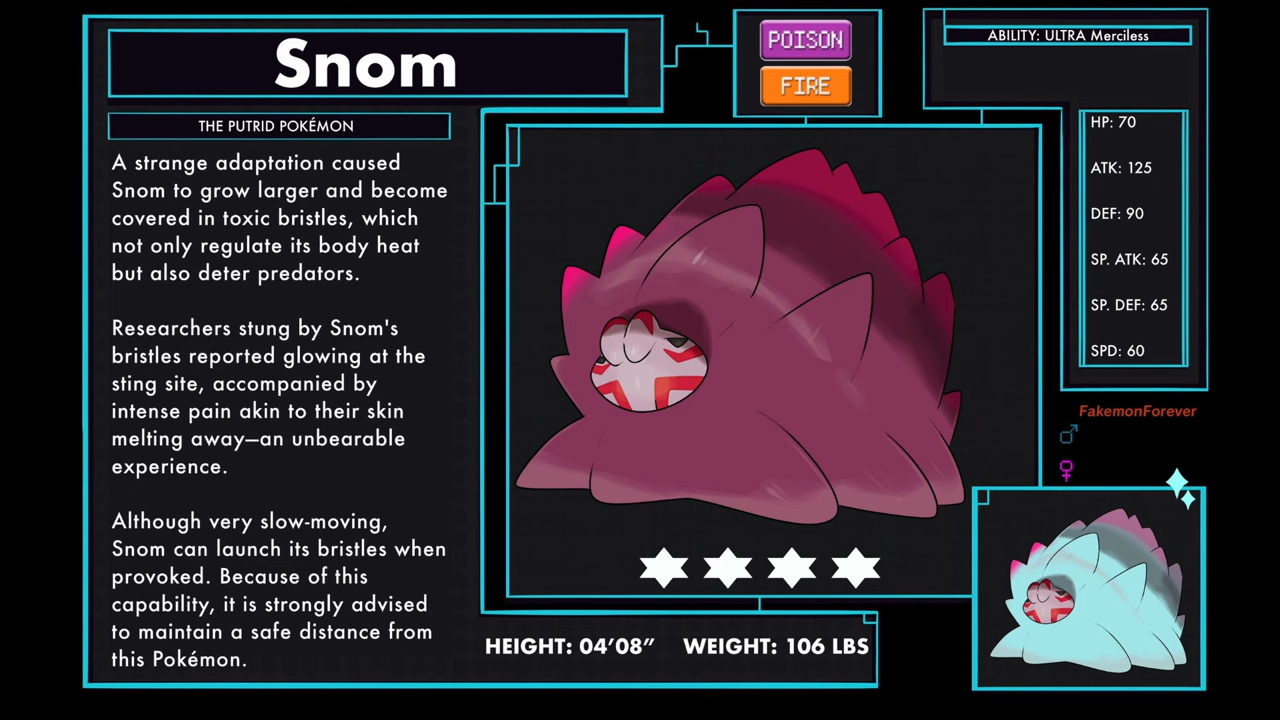 Snom
THE PUTRID POKÉMON
A strange adaptation caused
Snom to grow larger and become
covered in toxic bristles, which
not only regulate its body heat
but also deter predators.
Researchers stung by Snom's
bristles reported glowing at the
sting site, accompanied by
intense pain akin to their skin
melting away—an unbearable
experience.
Although very slow-moving,
Snom can launch its bristles when
provoked. Because of this
capability, it is strongly advised
to maintain a safe distance from
this Pokémon.
POISON
FIRE
ABILITY: ULTRA Merciless
HP: 70
ATK: 125
DEF: 90
SP. ATK: 65
SP. DEF: 65
SPD: 60
FakemonForever
♂
♀
HEIGHT: 04'08” WEIGHT: 106 LBS